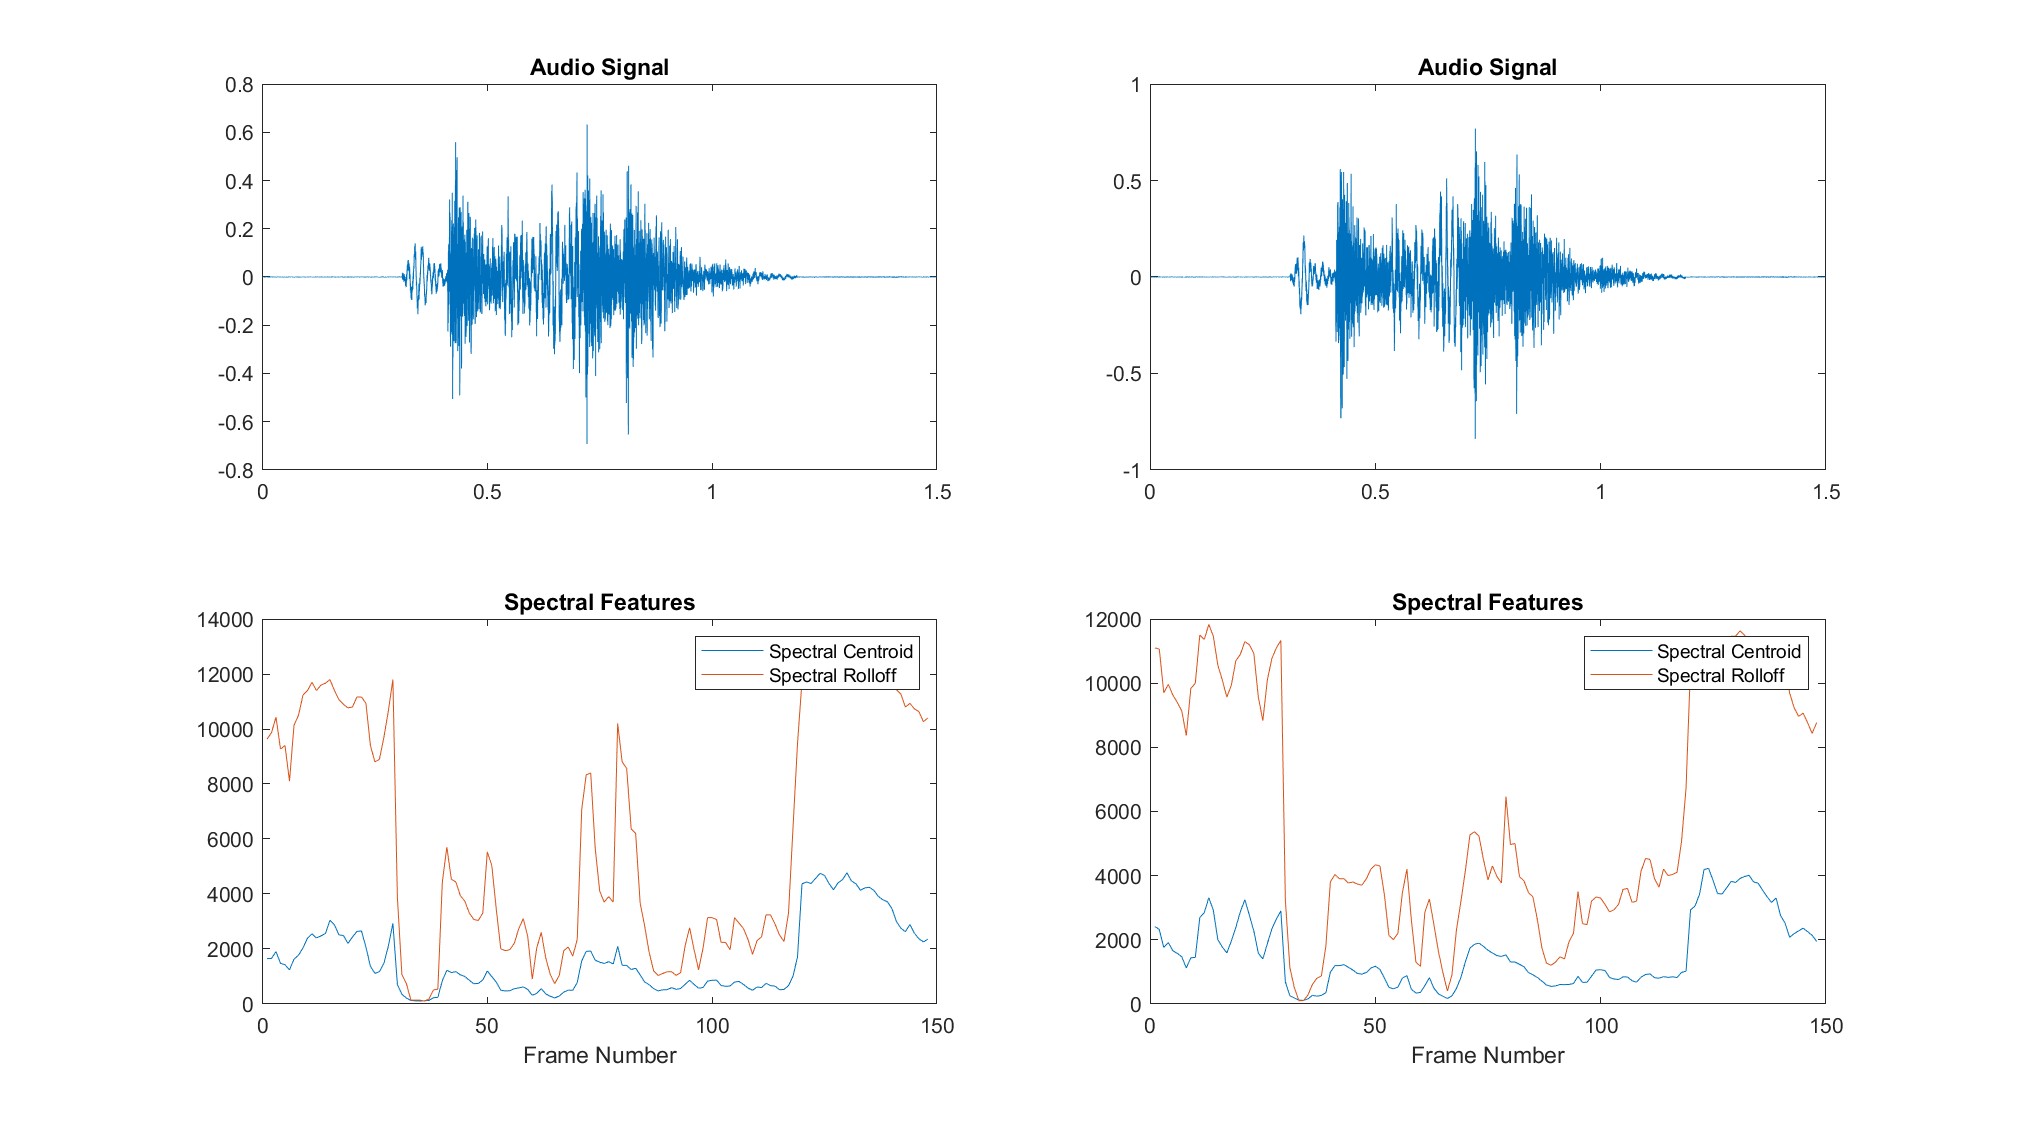 Audio Signal
0.8
0.6
0.4
0.2
0
-0.2
-0.4
-0.6
-0.8
0 0.5 1 1.5
Audio Signal
1
0.5
0
-0.5
-1
0 0.5 1 1.5
Spectral Features
14000
12000
10000
8000
6000
4000
2000
0
Spectral Centroid
Spectral Rolloff
0 50 100 150
Frame Number
Spectral Features
12000
10000
8000
6000
4000
2000
0
Spectral Centroid
Spectral Rolloff
0 50 100 150
Frame Number